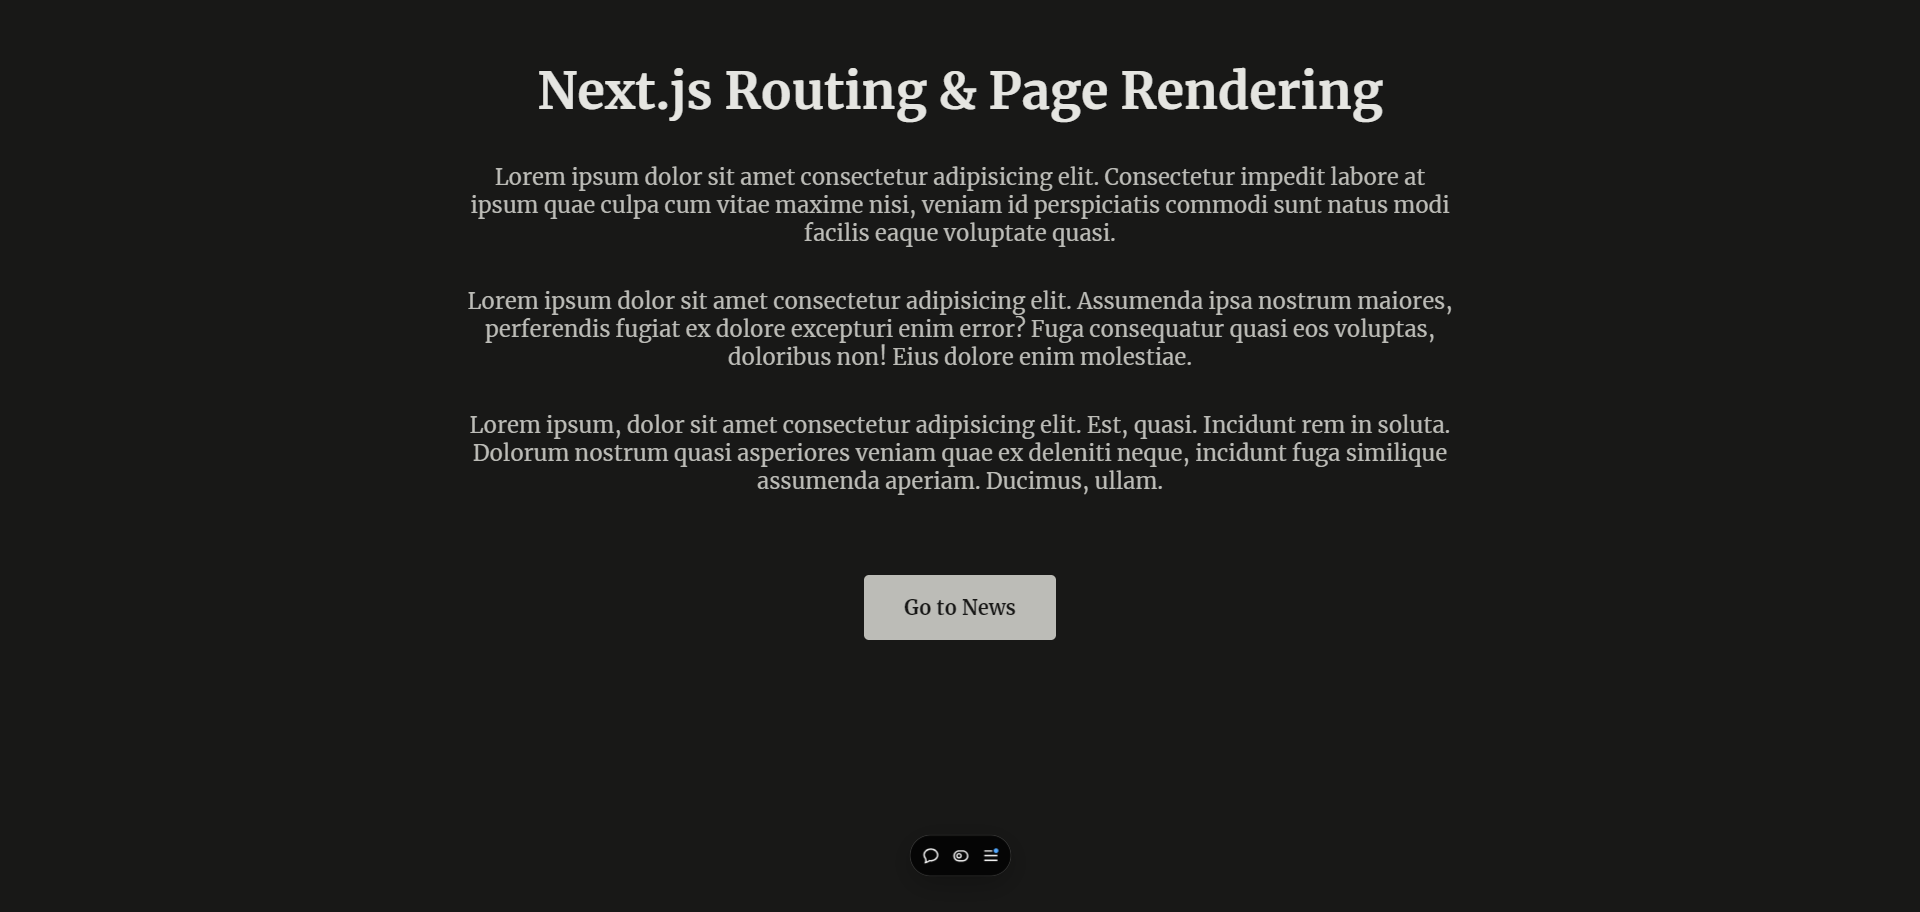 Next.js Routing & Page Rendering
Lorem ipsum dolor sit amet consectetur adipisicing elit. Consectetur impedit labore at
ipsum quae culpa cum vitae maxime nisi, veniam id perspiciatis commodi sunt natus modi
facilis eaque voluptate quasi.
Lorem ipsum dolor sit amet consectetur adipisicing elit. Assumenda ipsa nostrum maiores,
perferendis fugiat ex dolore excepturi enim error? Fuga consequatur quasi eos voluptas,
doloribus non! Eius dolore enim molestiae.
Lorem ipsum, dolor sit amet consectetur adipisicing elit. Est, quasi. Incidunt rem in soluta.
Dolorum nostrum quasi asperiores veniam quae ex deleniti neque, incidunt fuga similique
assumenda aperiam. Ducimus, ullam.
Go to News